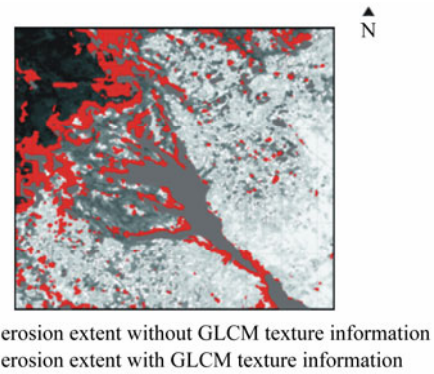 N
erosion extent without GLCM texture information
erosion extent with GLCM texture information